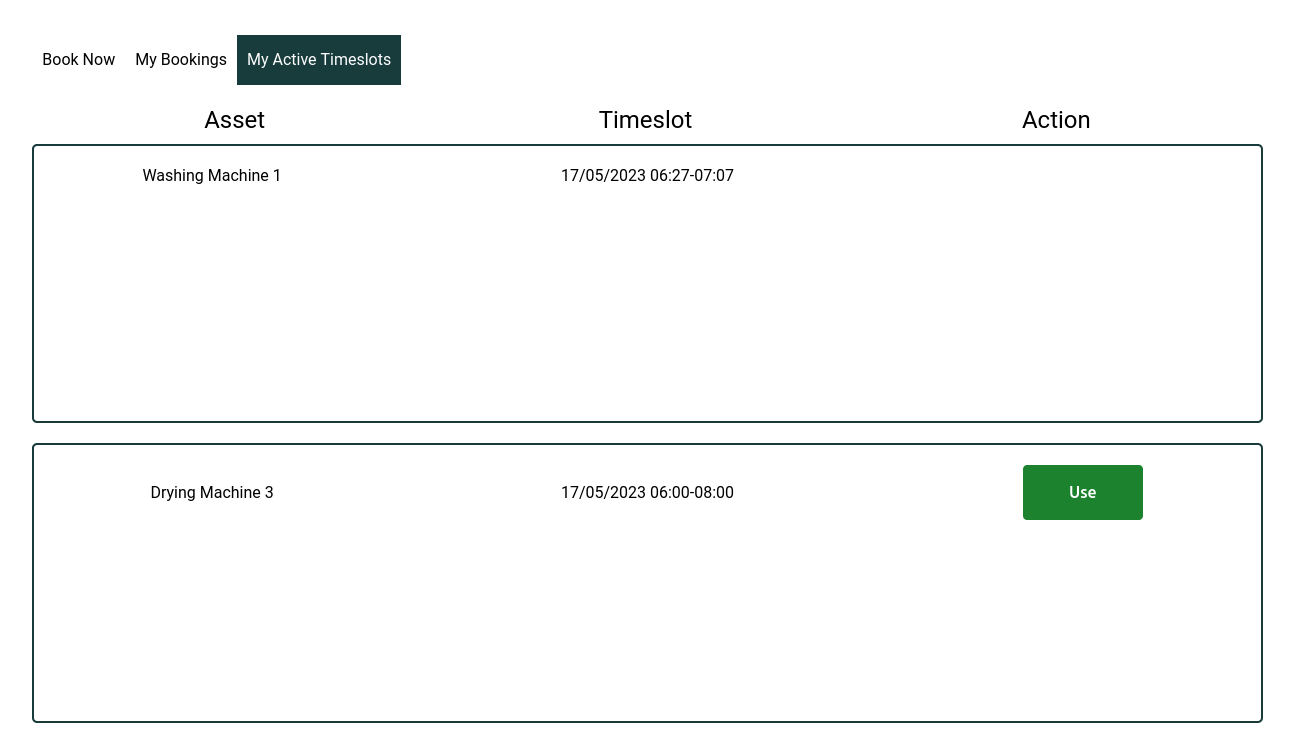 Book Now My Bookings My Active Timeslots
Asset Timeslot Action
Washing Machine 1 17/05/2023 06:27-07:07
Drying Machine 3 17/05/2023 06:00-08:00 Use